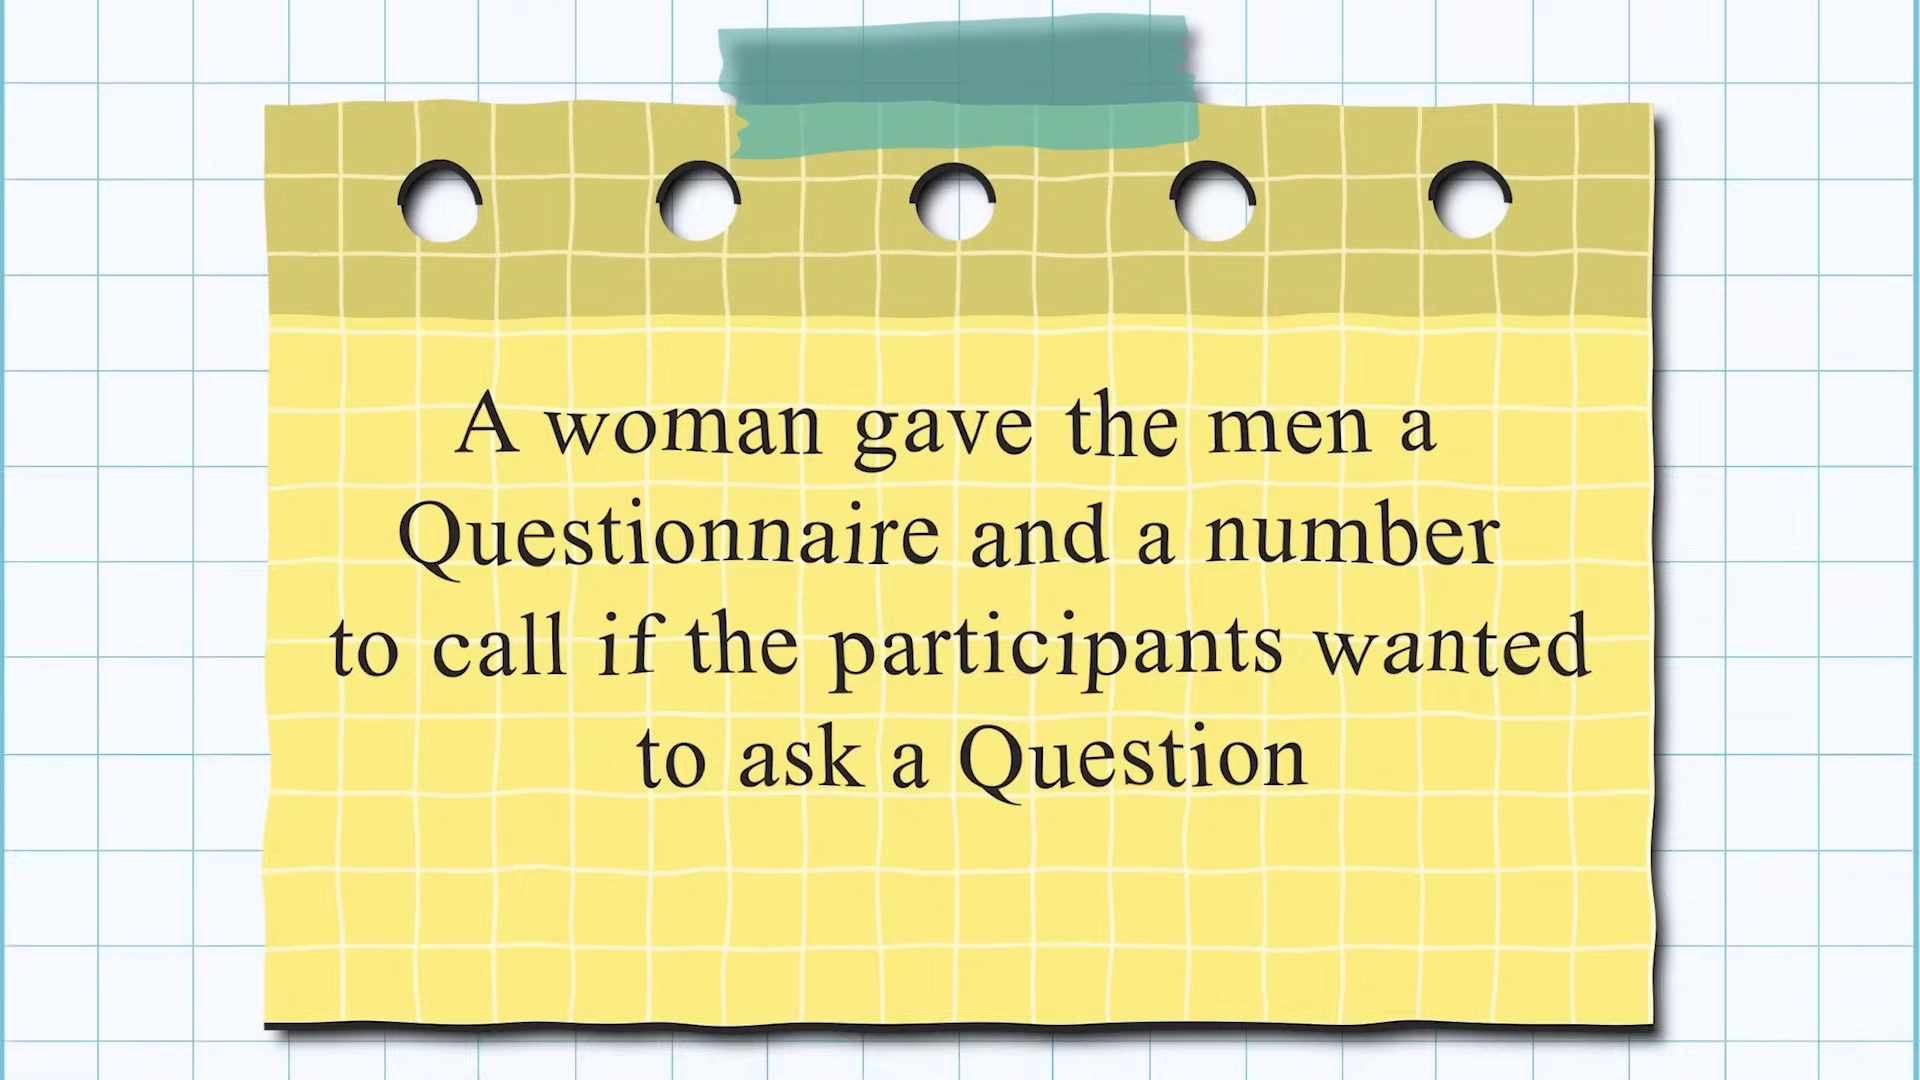 A woman gave the men a
Questionnaire and a number
to call if the participants wanted
to ask a Question